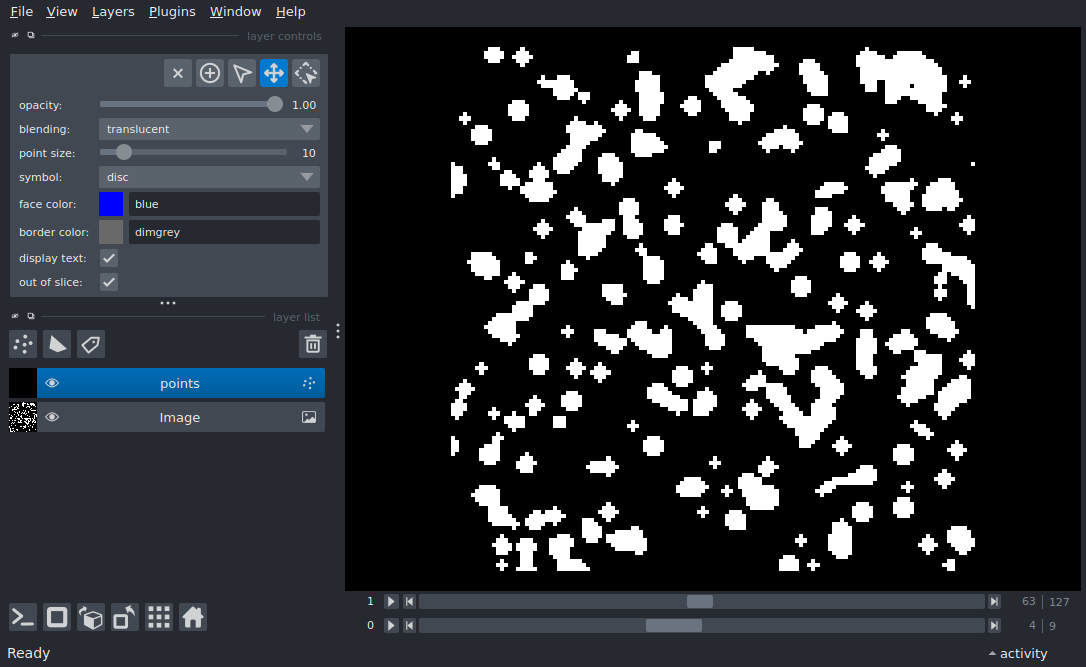 File View Layers Plugins Window Help
layer controls
opacity: 1.00
blending: translucent
point size: 10
symbol: disc
face color: blue
border color: dimgrey
display text:
out of slice:
layer list
points
Image
1 63 | 127
0 4 | 9
Ready activity